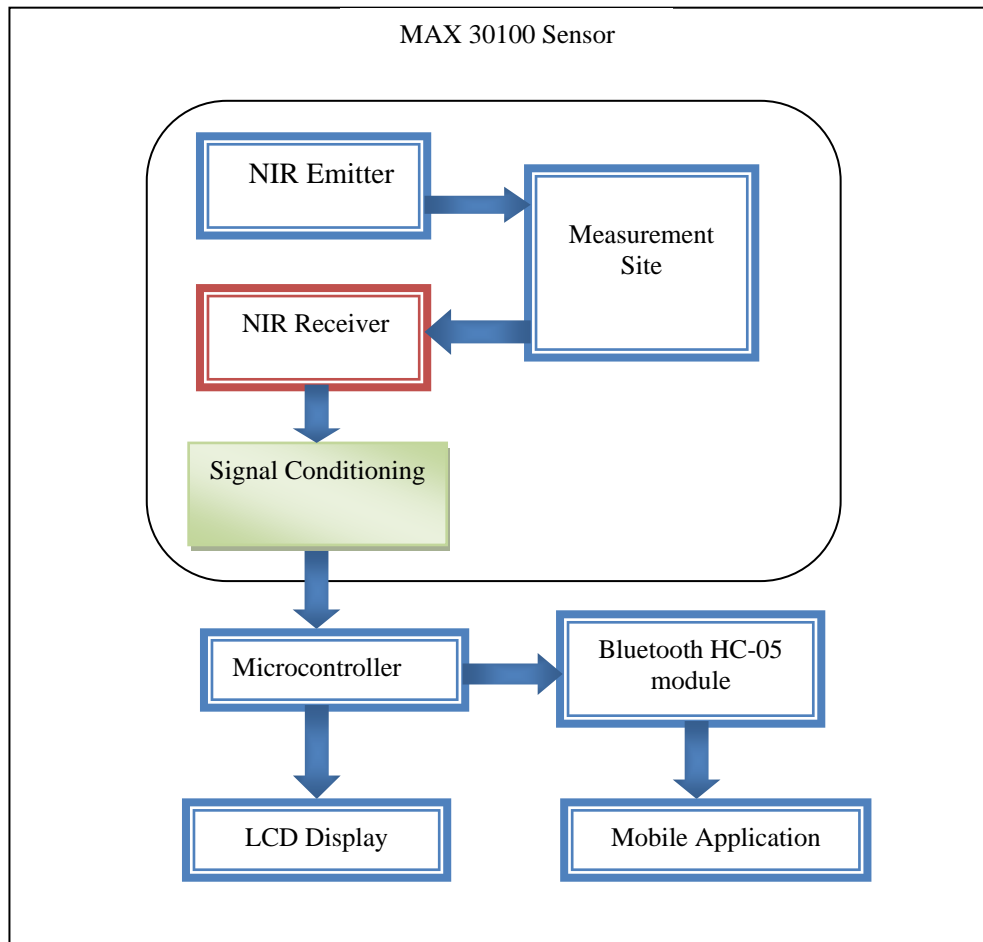 MAX 30100 Sensor
NIR Emitter
Measurement
Site
NIR Receiver
Signal Conditioning
Microcontroller
Bluetooth HC-05
module
LCD Display
Mobile Application